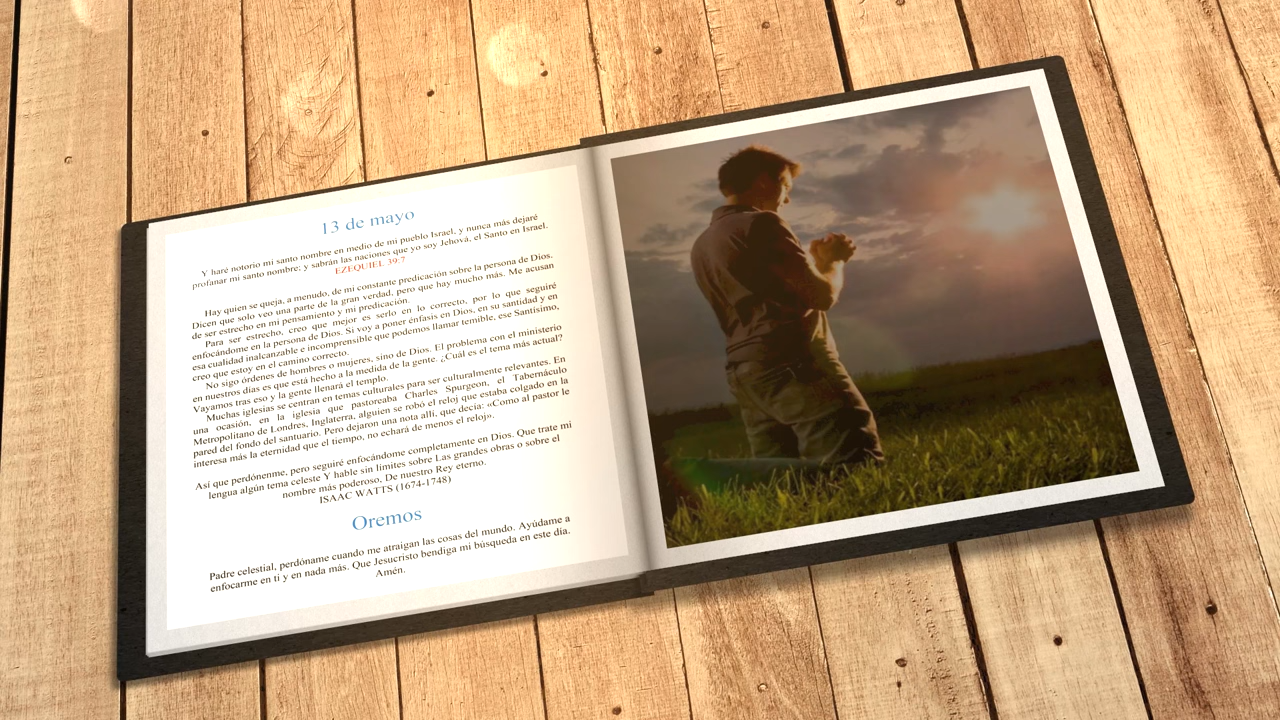 13 de mayo
Y haré notorio mi santo nombre en medio de mi pueblo Israel, y nunca más dejaré
profanar mi santo nombre; y sabrán las naciones que yo soy Jehová, el Santo en Israel.
EZEQUIEL 39:7
Hay quien se queja, a menudo, de mi constante predicación sobre la persona de Dios.
Dicen que solo veo una parte de la gran verdad, pero que hay mucho más. Me acusan
de ser estrecho en mi pensamiento y mi predicación.
Para ser estrecho, creo que mejor es serlo en lo correcto, por lo que seguiré
enfocándome en la persona de Dios. Si voy a poner énfasis en Dios, en su santidad y en
esa cualidad inalcanzable e incomprensible que podemos llamar temible, ese Santísimo,
creo que estoy en el camino correcto.
No sigo órdenes de hombres o mujeres, sino de Dios. El problema con el ministerio
en nuestros días es que está hecho a la medida de la gente. ¿Cuál es el tema más actual?
Vayamos tras eso y la gente llenará el templo.
Muchas iglesias se centran en temas culturales para ser culturalmente relevantes. En
una ocasión, en la iglesia que pastoreaba Charles Spurgeon, el Tabernáculo
Metropolitano de Londres, Inglaterra, alguien se robó el reloj que estaba colgado en la
pared del fondo del santuario. Pero dejaron una nota allí, que decía: «Como al pastor le
interesa más la eternidad que el tiempo, no echará de menos el reloj».
Así que perdónenme, pero seguiré enfocándome completamente en Dios. Que trate mi
lengua algún tema celeste Y hable sin límites sobre Las grandes obras o sobre el
nombre más poderoso, De nuestro Rey eterno.
ISAAC WATTS (1674-1748)
Oremos
Padre celestial, perdóname cuando me atraigan las cosas del mundo. Ayúdame a
enfocarme en ti y en nada más. Que Jesucristo bendiga mi búsqueda en este día.
Amén.